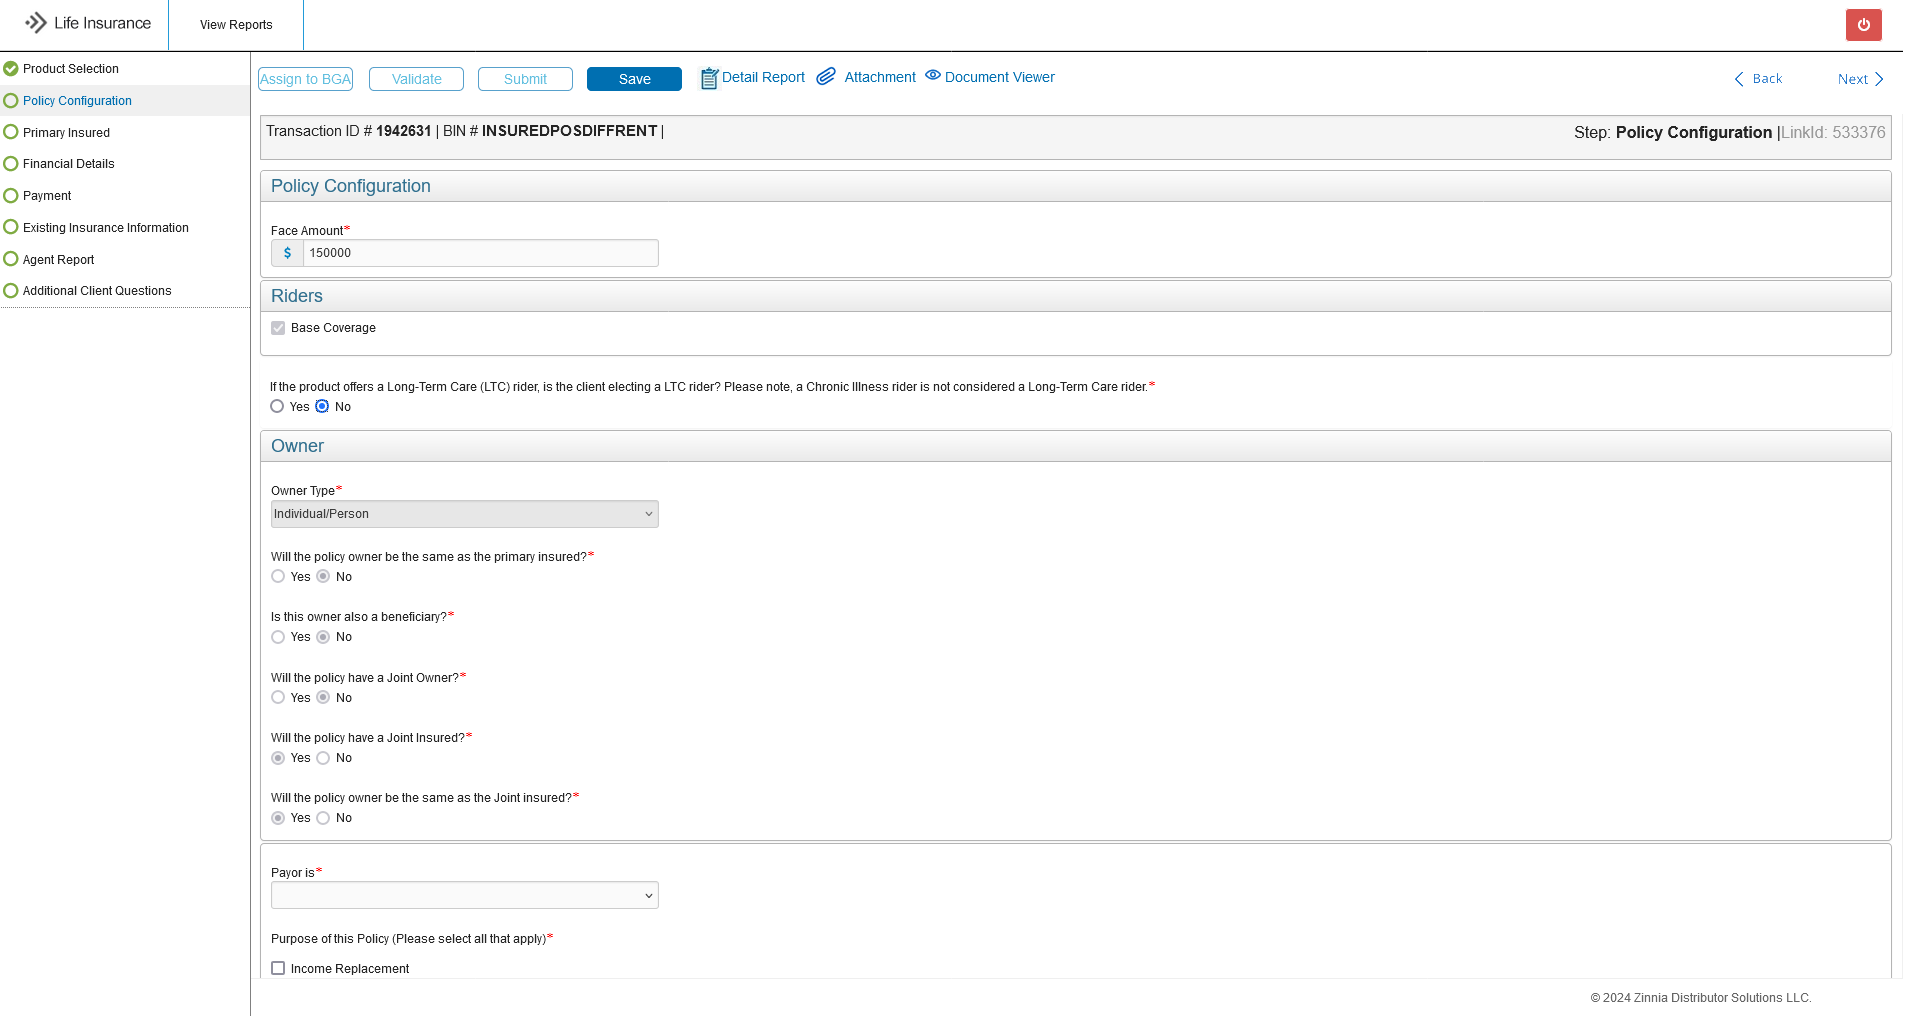 Life Insurance
View Reports
Product Selection
Policy Configuration
Primary Insured
Financial Details
Payment
Existing Insurance Information
Agent Report
Additional Client Questions
Assign to BGA
Validate
Submit
Save
Detail Report
Attachment
Document Viewer
Back
Next
Transaction ID # 1942631 | BIN # INSUREDPOSDIFFRENT |
Step: Policy Configuration |LinkId: 533376
Policy Configuration
Face Amount*
$ 150000
Riders
Base Coverage
If the product offers a Long-Term Care (LTC) rider, is the client electing a LTC rider? Please note, a Chronic Illness rider is not considered a Long-Term Care rider.*
Yes No
Owner
Owner Type*
Individual/Person
Will the policy owner be the same as the primary insured?*
Yes No
Is this owner also a beneficiary?*
Yes No
Will the policy have a Joint Owner?*
Yes No
Will the policy have a Joint Insured?*
Yes No
Will the policy owner be the same as the Joint insured?*
Yes No
Payor is*
Purpose of this Policy (Please select all that apply)*
Income Replacement
© 2024 Zinnia Distributor Solutions LLC.